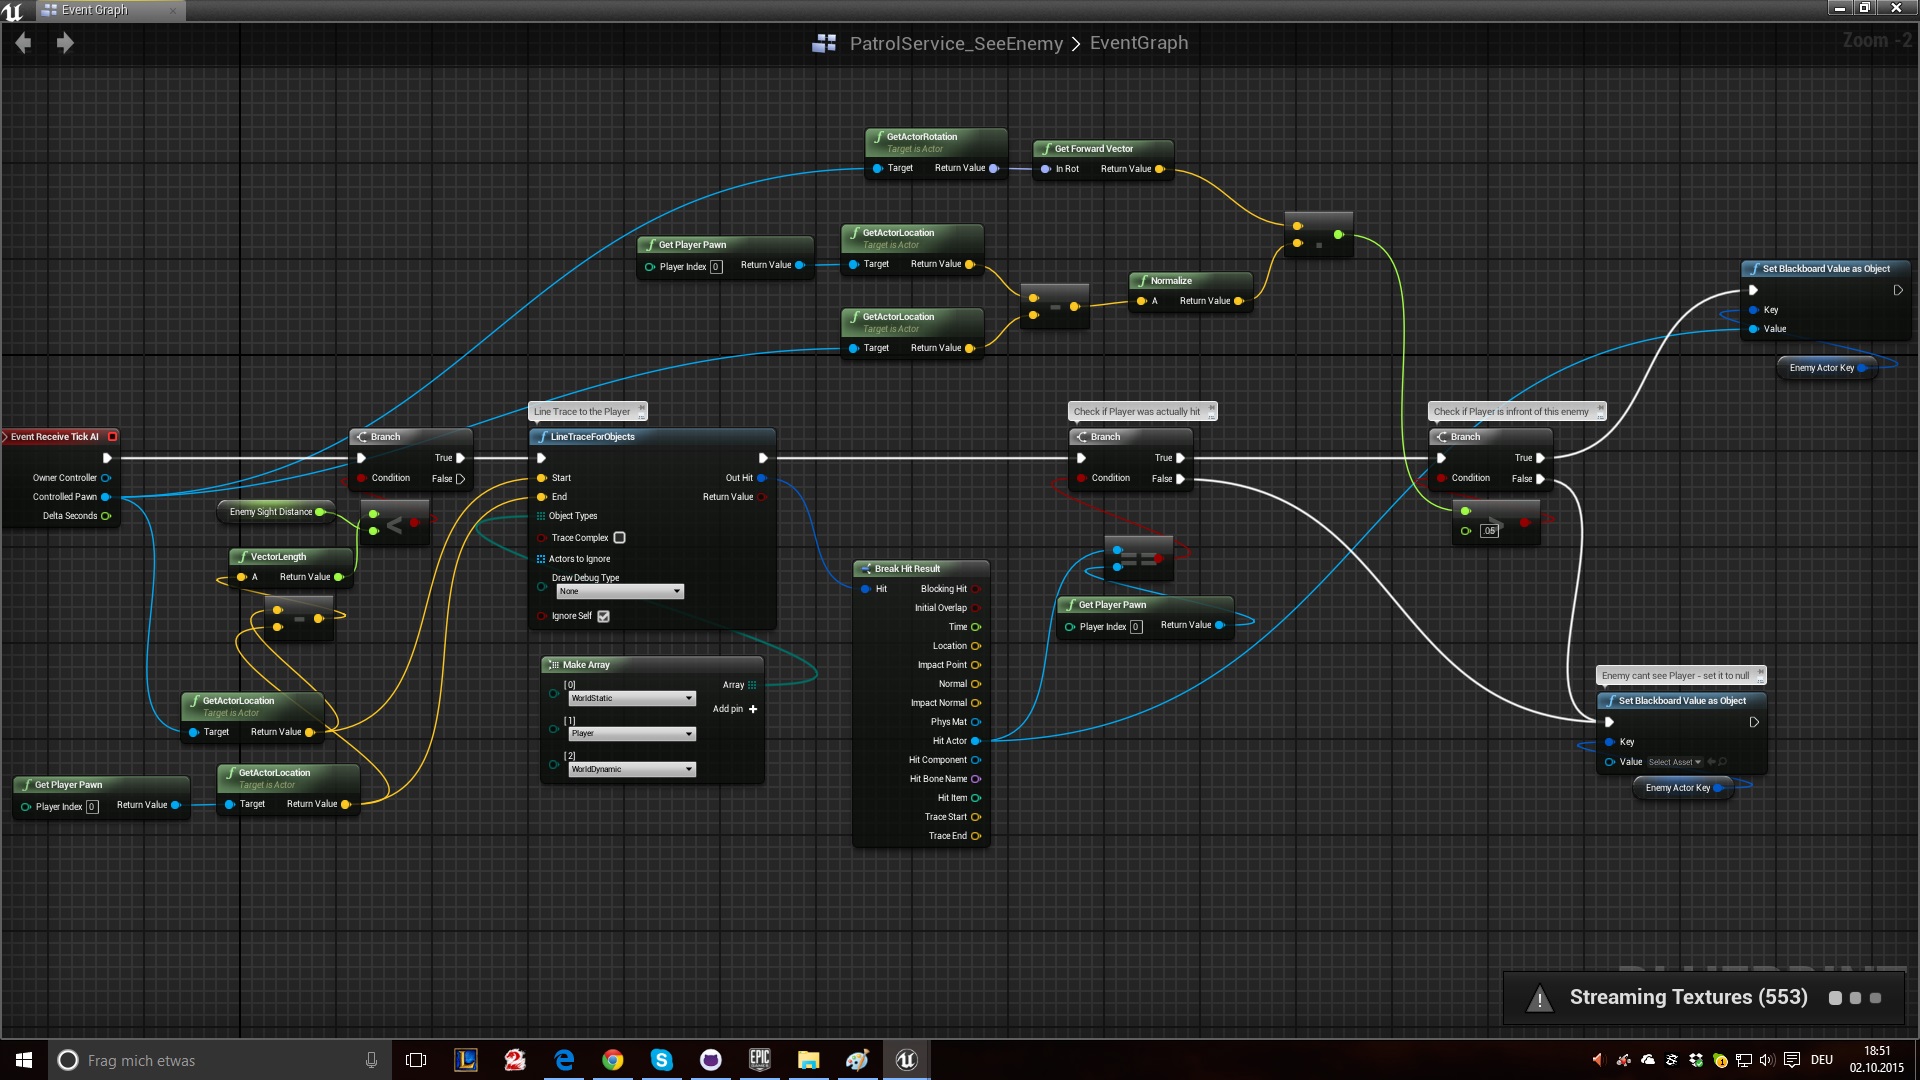 Event Graph
PatrolService_SeeEnemy > EventGraph
Zoom -2
GetActorRotation
Target is Actor
Target Return Value
Get Forward Vector
In Rot Return Value
Get Player Pawn
Player Index 0 Return Value
GetActorLocation
Target is Actor
Target Return Value
GetActorLocation
Target is Actor
Target Return Value
-
Normalize
A Return Value
.
Set Blackboard Value as Object
Key
Value
Enemy Actor Key
Event Receive Tick AI
Owner Controller
Controlled Pawn
Delta Seconds
Branch
True
Condition False
Enemy Sight Distance
<
VectorLength
A Return Value
-
GetActorLocation
Target is Actor
Target Return Value
Get Player Pawn
Player Index 0 Return Value
GetActorLocation
Target is Actor
Target Return Value
Line Trace to the Player
LineTraceForObjects
Start Out Hit
End Return Value
Object Types
Trace Complex
Actors to Ignore
Draw Debug Type
None
Ignore Self
Make Array
[0] Array
WorldStatic
Add pin +
[1]
Player
[2]
WorldDynamic
Break Hit Result
Hit Blocking Hit
Initial Overlap
Time
Location
Impact Point
Normal
Impact Normal
Phys Mat
Hit Actor
Hit Component
Hit Bone Name
Hit Item
Trace Start
Trace End
Check if Player was actually hit
Branch
True
Condition False
==
Get Player Pawn
Player Index 0 Return Value
Check if Player is infront of this enemy
Branch
True
Condition False
>
.05
Enemy cant see Player - set it to null
Set Blackboard Value as Object
Key
Value Select Asset
Enemy Actor Key
BLUEPRINT
Streaming Textures (553)
Frag mich etwas
EPIC
GAMES
DEU
18:51
02.10.2015